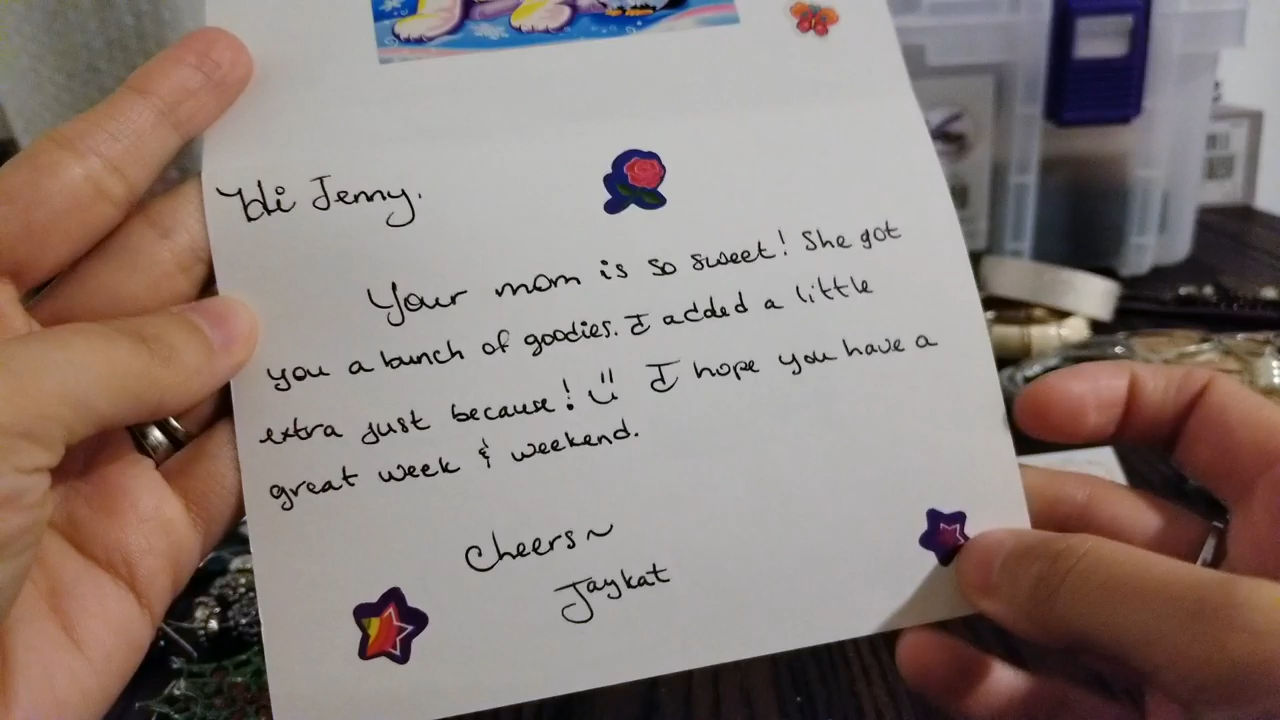 Hi Jenny,
Your mom is so sweet! She got
you a bunch of goodies. I added a little
extra just because! :) I hope you have a
great week & weekend.
Cheers~
Jaykat